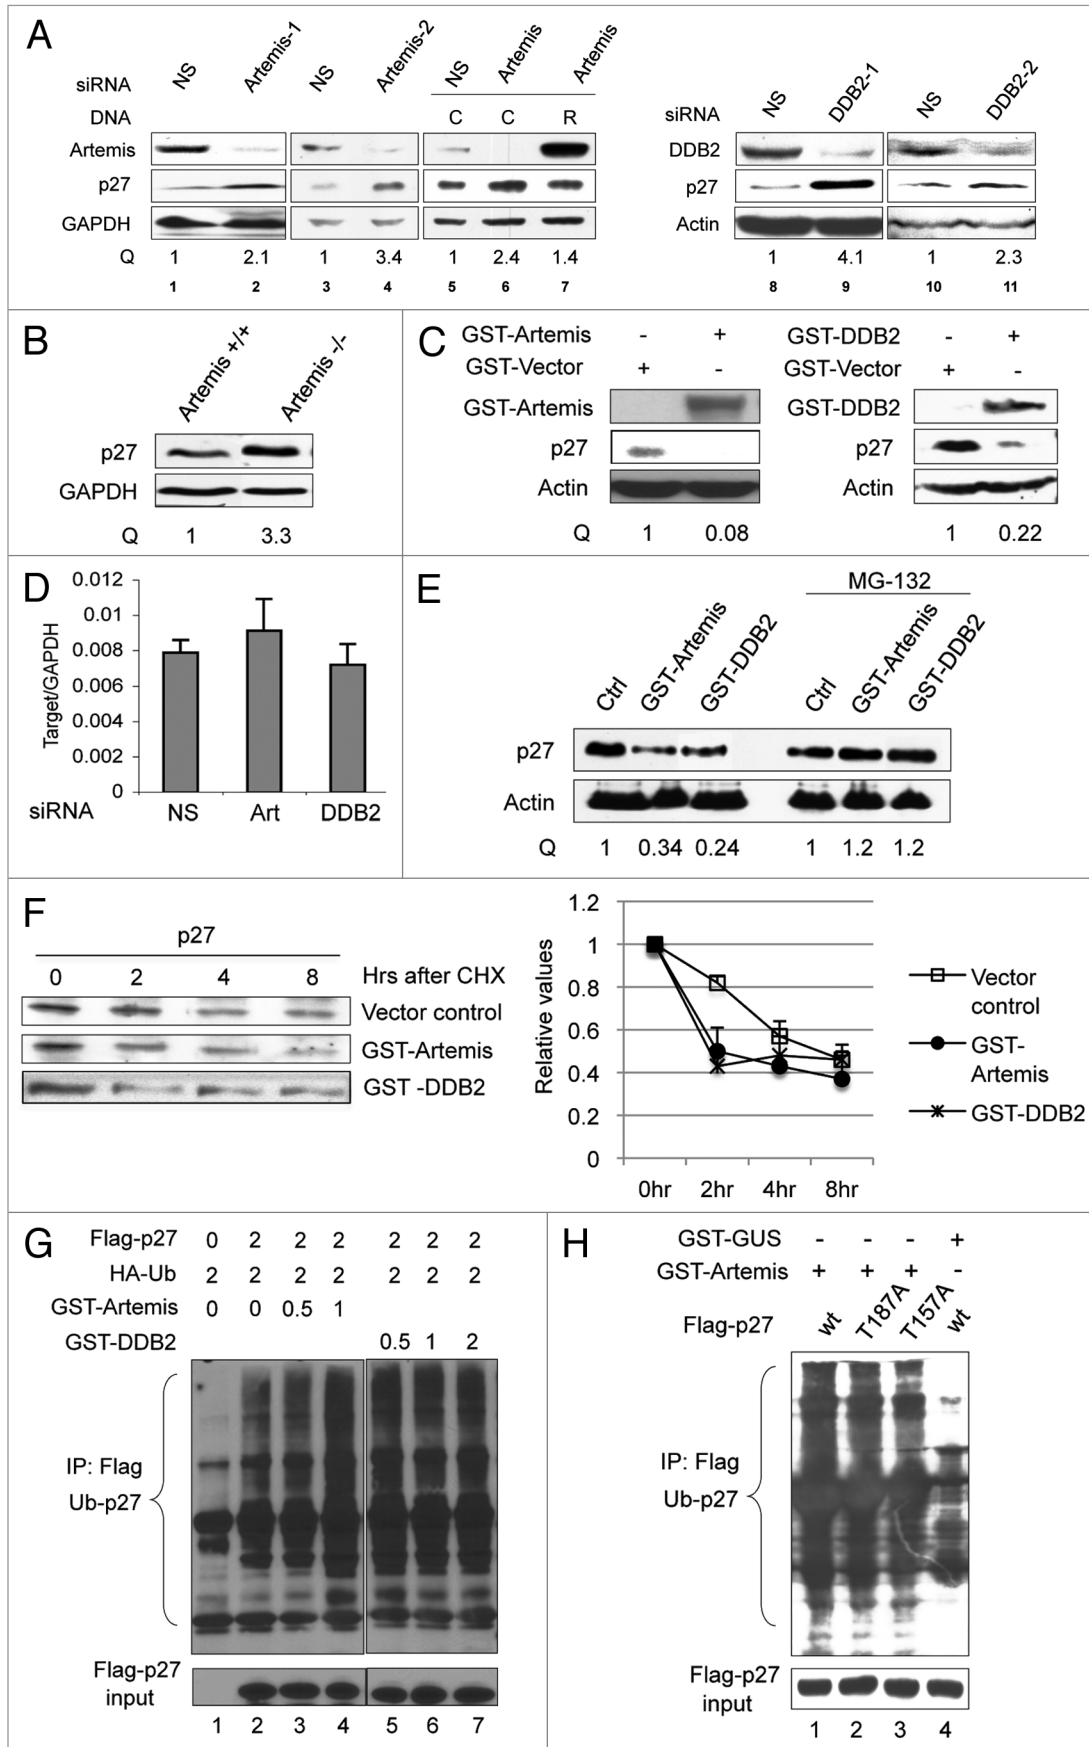 A
siRNA NS Artemis-1 NS Artemis-2 NS Artemis Artemis
DNA C C R
Artemis
p27
GAPDH
Q 1 2.1 1 3.4 1 2.4 1.4
1 2 3 4 5 6 7
siRNA NS DDB2-1 NS DDB2-2
DDB2
p27
Actin
1 4.1 1 2.3
8 9 10 11
B
Artemis +/+ Artemis -/-
p27
GAPDH
Q 1 3.3
C
GST-Artemis - +
GST-Vector + -
GST-Artemis
p27
Actin
Q 1 0.08
GST-DDB2 - +
GST-Vector + -
GST-DDB2
p27
Actin
1 0.22
D
Target/GAPDH
0.012
0.01
0.008
0.006
0.004
0.002
0
siRNA NS Art DDB2
E
MG-132
Ctrl GST-Artemis GST-DDB2 Ctrl GST-Artemis GST-DDB2
p27
Actin
Q 1 0.34 0.24 1 1.2 1.2
F
p27
0 2 4 8 Hrs after CHX
Vector control
GST-Artemis
GST -DDB2
Relative values
1.2
1
0.8
0.6
0.4
0.2
0
0hr 2hr 4hr 8hr
Vector
control
GST-
Artemis
GST-DDB2
G
Flag-p27 0 2 2 2 2 2 2
HA-Ub 2 2 2 2 2 2 2
GST-Artemis 0 0 0.5 1
GST-DDB2 0.5 1 2
IP: Flag
Ub-p27
Flag-p27
input
1 2 3 4 5 6 7
H
GST-GUS - - - +
GST-Artemis + + + -
Flag-p27 wt T187A T157A wt
IP: Flag
Ub-p27
Flag-p27
input
1 2 3 4